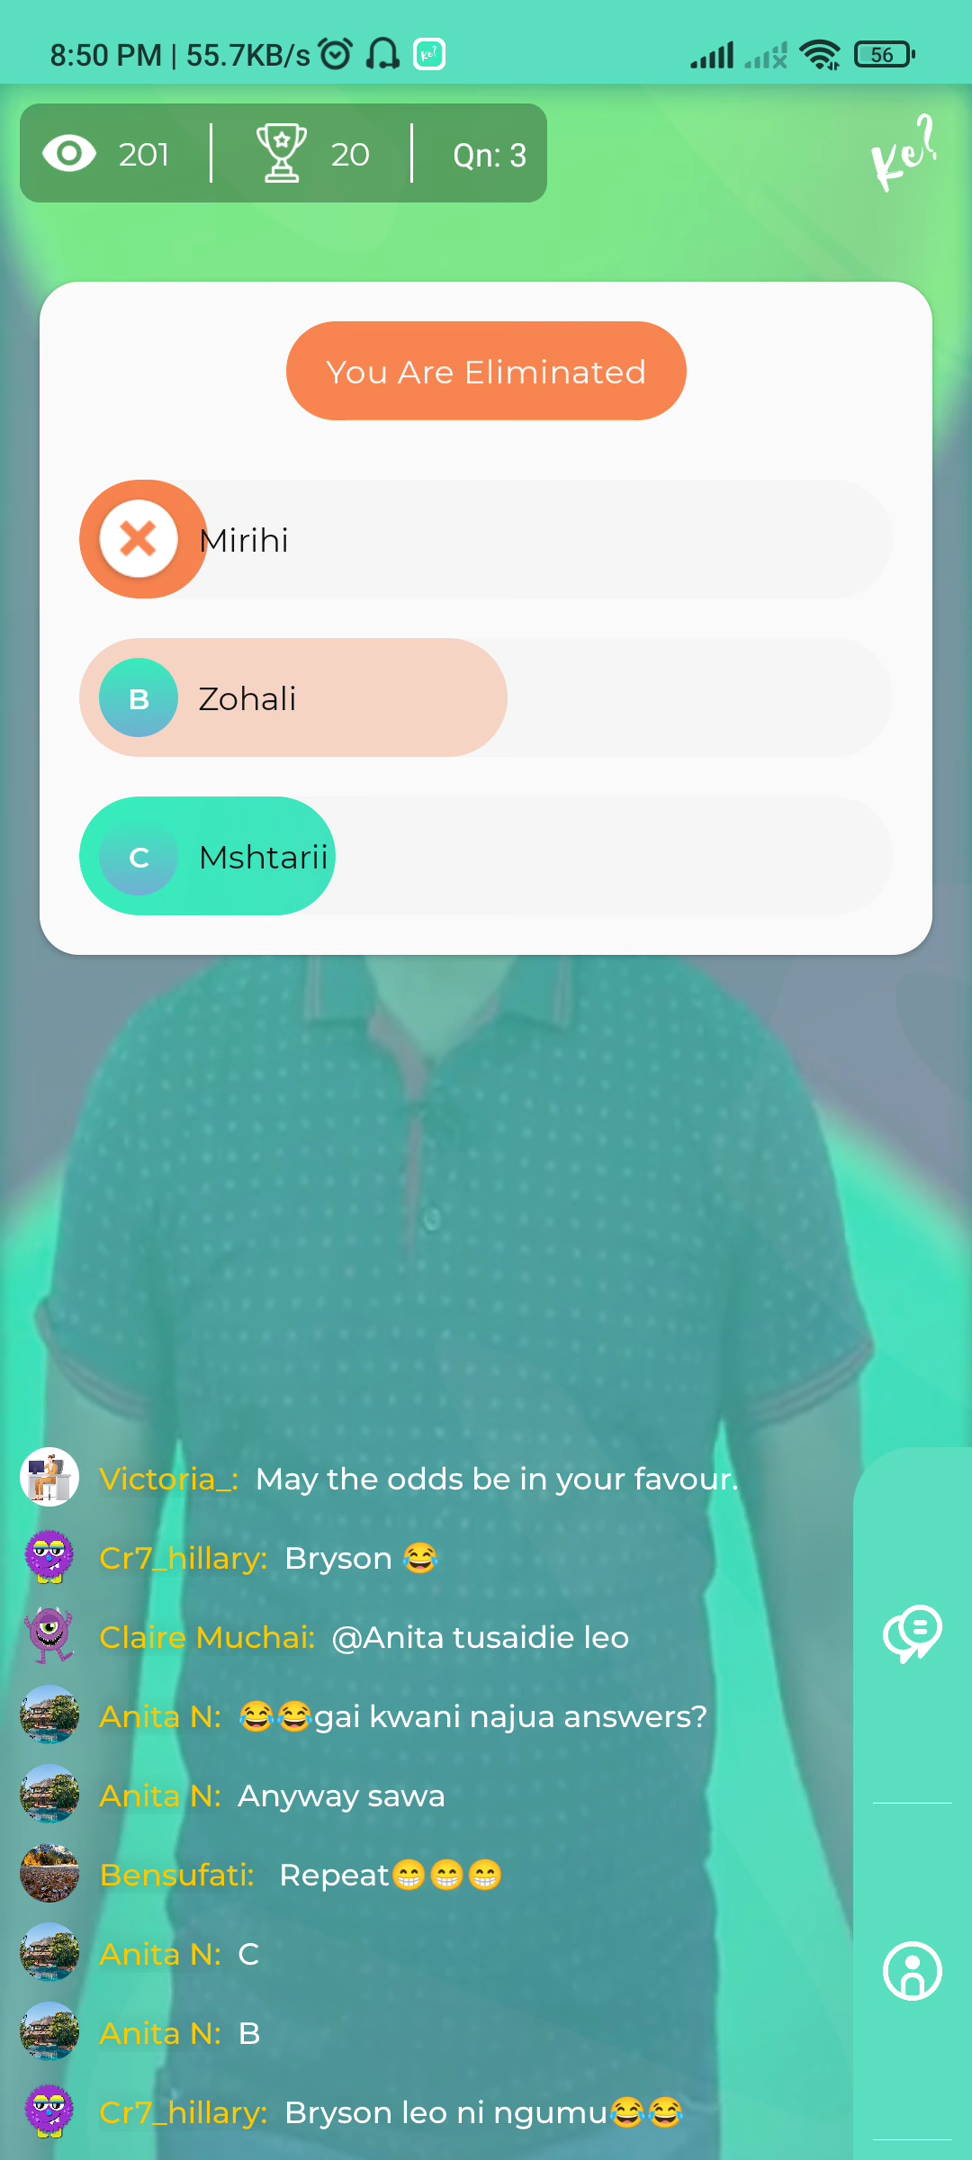 8:50 PM | 55.7KB/s ke? 56
201 20 Qn: 3 Ke?
You Are Eliminated
Mirihi
B Zohali
C Mshtarii
Victoria_: May the odds be in your favour.
Cr7_hillary: Bryson 😂
Claire Muchai: @Anita tusaidie leo
Anita N: 😂😂gai kwani najua answers?
Anita N: Anyway sawa
Bensufati: Repeat😁😁😁
Anita N: C
Anita N: B
Cr7_hillary: Bryson leo ni ngumu😂😂